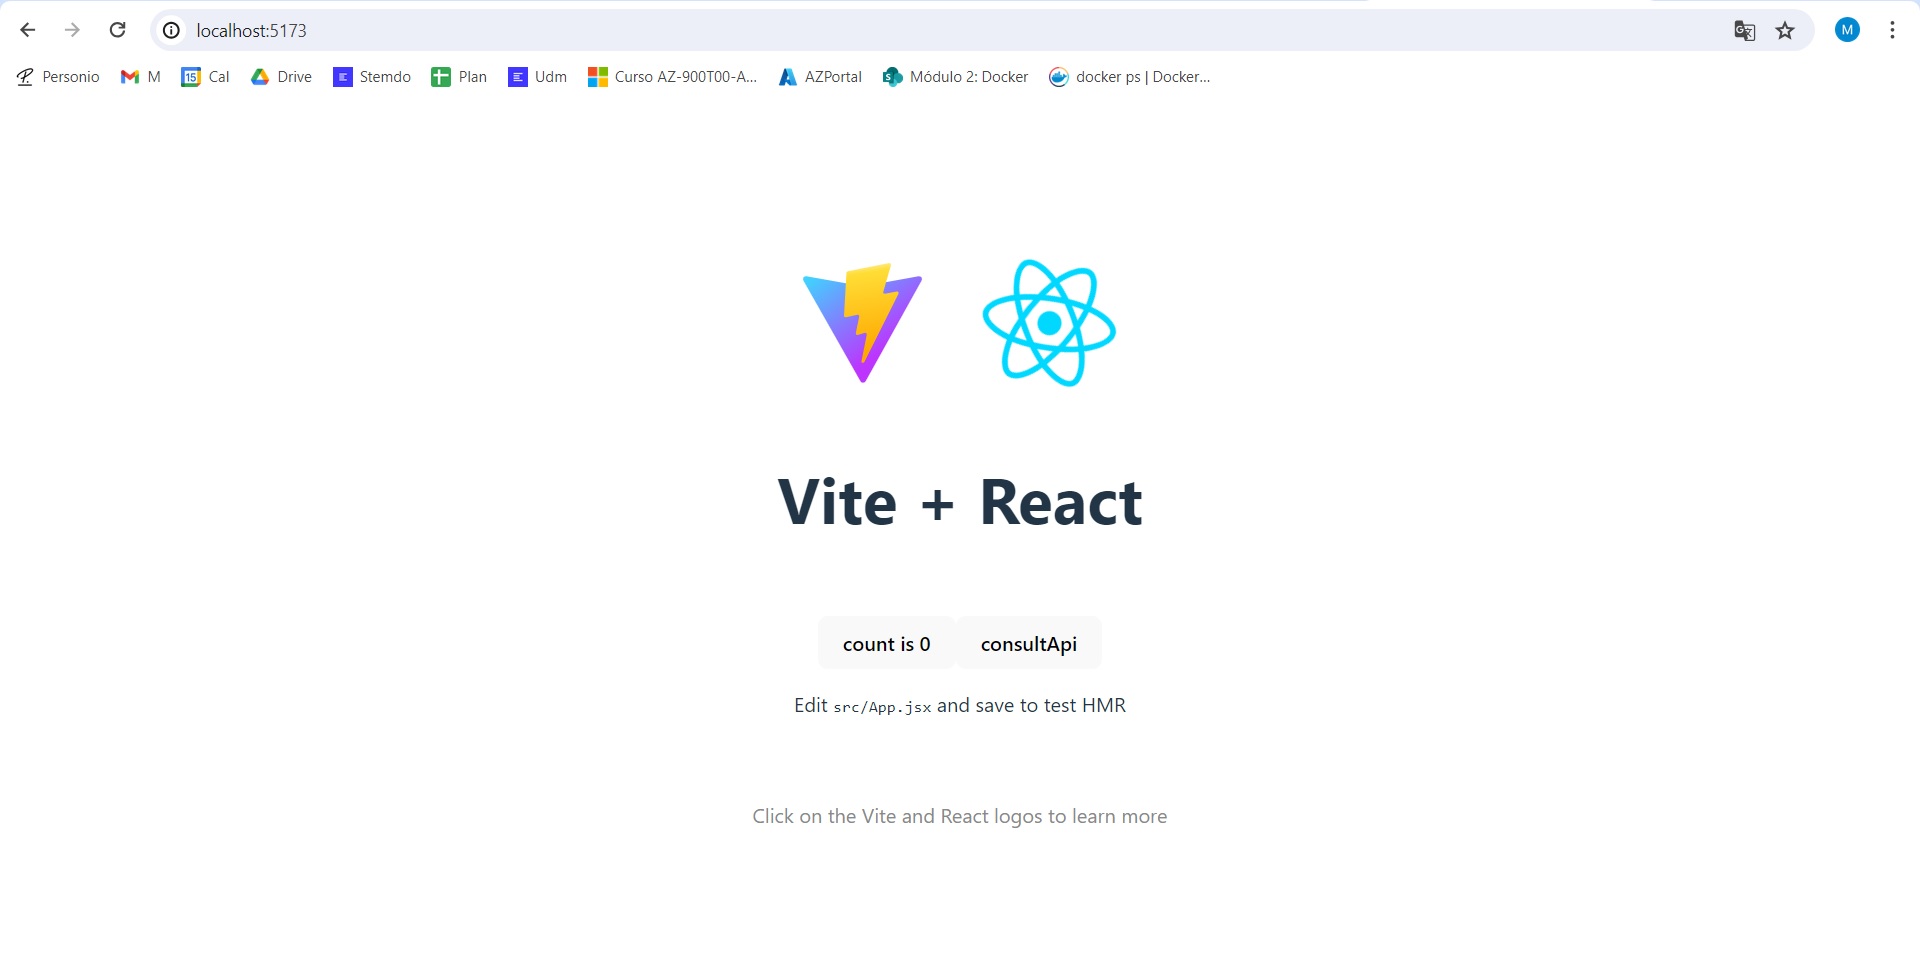 localhost:5173
M
Personio M Cal Drive Stemdo Plan Udm Curso AZ-900T00-A... AZPortal Módulo 2: Docker docker ps | Docker...
Vite + React
count is 0 consultApi
Edit src/App.jsx and save to test HMR
Click on the Vite and React logos to learn more